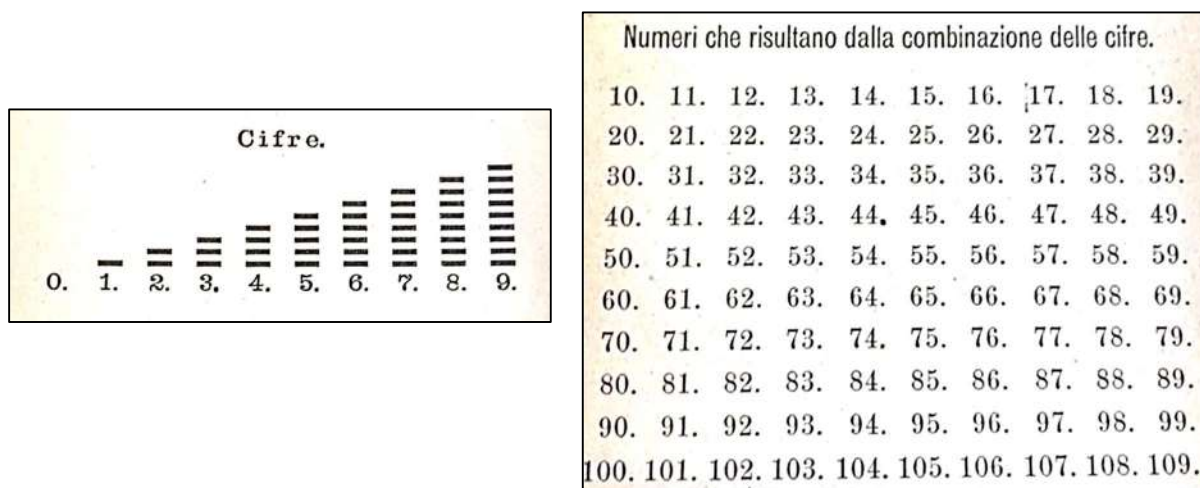 Cifre.
0. 1. 2. 3. 4. 5. 6. 7. 8. 9.
Numeri che risultano dalla combinazione delle cifre.
10. 11. 12. 13. 14. 15. 16. 17. 18. 19.
20. 21. 22. 23. 24. 25. 26. 27. 28. 29.
30. 31. 32. 33. 34. 35. 36. 37. 38. 39.
40. 41. 42. 43. 44. 45. 46. 47. 48. 49.
50. 51. 52. 53. 54. 55. 56. 57. 58. 59.
60. 61. 62. 63. 64. 65. 66. 67. 68. 69.
70. 71. 72. 73. 74. 75. 76. 77. 78. 79.
80. 81. 82. 83. 84. 85. 86. 87. 88. 89.
90. 91. 92. 93. 94. 95. 96. 97. 98. 99.
100. 101. 102. 103. 104. 105. 106. 107. 108. 109.